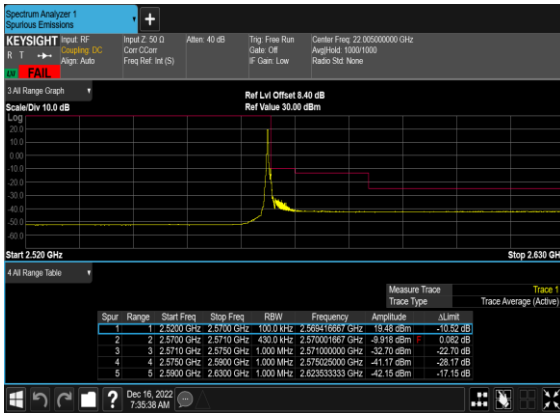 Spectrum Analyzer 1
Spurious Emissions
KEYSIGHT
R T
LV FAIL
Input: RF
Coupling: DC
Align: Auto
Input Z: 50 Ω
Corr CCorr
Freq Ref: Int (S)
Atten: 40 dB
Trig: Free Run
Gate: Off
IF Gain: Low
Center Freq: 22.005000000 GHz
Avg|Hold: 1000/1000
Radio Std: None
3 All Range Graph
Scale/Div 10.0 dB
Ref Lvl Offset 8.40 dB
Ref Value 30.00 dBm
Log
20.0
10.0
0.00
-10.0
-20.0
-30.0
-40.0
-50.0
-60.0
Start 2.520 GHz
Stop 2.630 GHz
4 All Range Table
Measure Trace Trace 1
Trace Type Trace Average (Active)
Spur Range Start Freq Stop Freq RBW Frequency Amplitude ΔLimit
1 1 2.5200 GHz 2.5700 GHz 100.0 kHz 2.569416667 GHz 19.48 dBm -10.52 dB
2 2 2.5700 GHz 2.5710 GHz 430.0 kHz 2.570001667 GHz -9.918 dBm F 0.082 dB
3 3 2.5710 GHz 2.5750 GHz 1.000 MHz 2.571000000 GHz -32.70 dBm -22.70 dB
4 4 2.5750 GHz 2.5900 GHz 1.000 MHz 2.575025000 GHz -41.17 dBm -28.17 dB
5 5 2.5900 GHz 2.6300 GHz 1.000 MHz 2.623533333 GHz -42.15 dBm -17.15 dB
Dec 16, 2022
7:35:38 AM